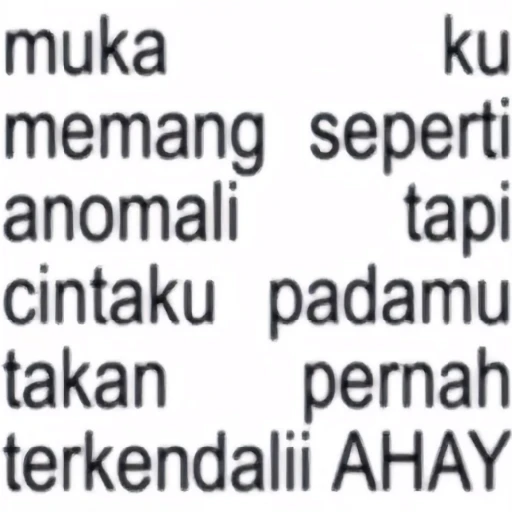 muka ku
memang seperti
anomali tapi
cintaku padamu
takan pernah
terkendalii AHAY